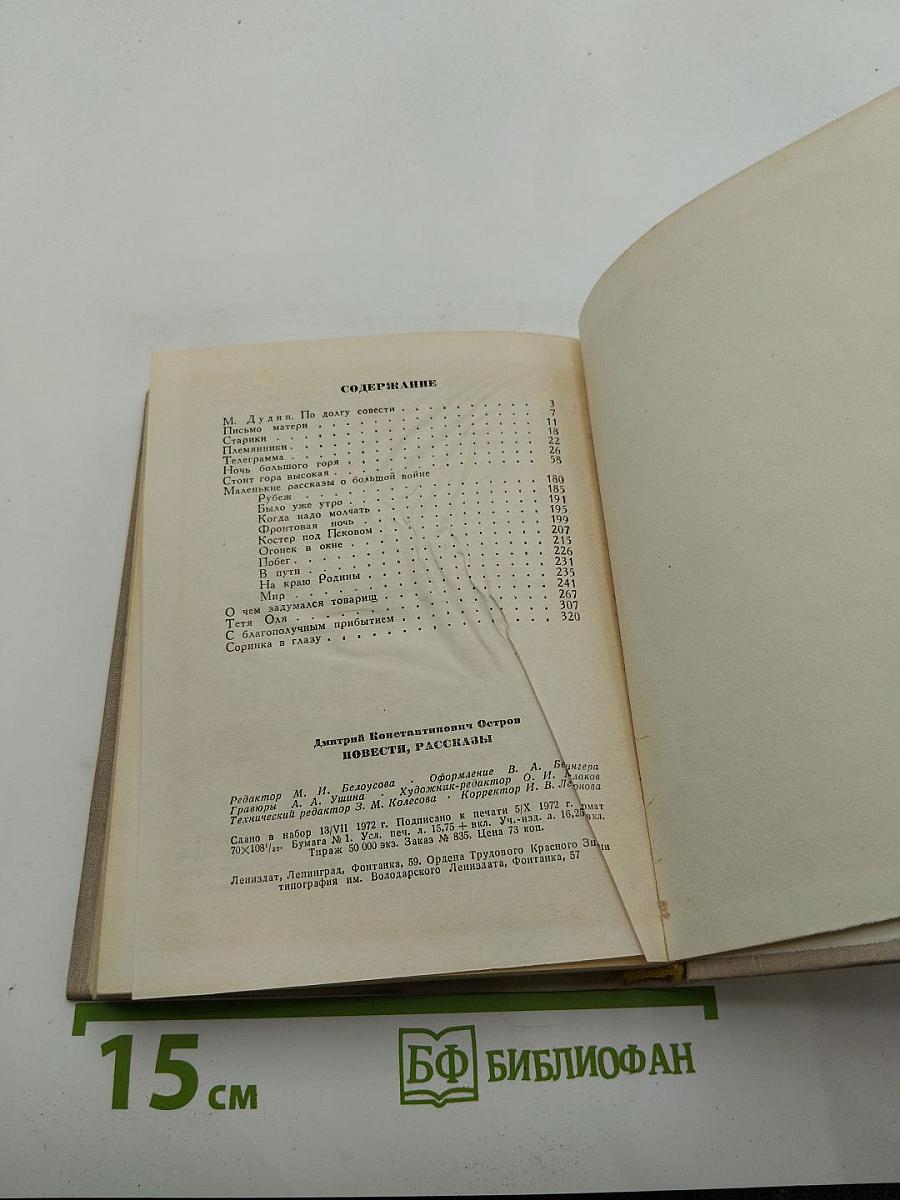 СОДЕРЖАНИЕ
М. Дудин. По долгу совести . . . . . . . . . 3
Письмо матери . . . . . . . . . 7
Старики . . . . . . . . . 11
Племянники . . . . . . . . . 18
Телеграмма . . . . . . . . . 22
Ночь большого горя . . . . . . . . . 26
Стоит гора высокая . . . . . . . . . 58
Маленькие рассказы о большой войне
Рубеж . . . . . . . . . 180
Было уже утро . . . . . . . . . 185
Когда надо молчать . . . . . . . . . 191
Фронтовая ночь . . . . . . . . . 195
Костер под Псковом . . . . . . . . . 199
Огонек в окне . . . . . . . . . 207
Побег . . . . . . . . . 215
В пути . . . . . . . . . 226
На краю Родины . . . . . . . . . 231
Мир . . . . . . . . . 235
О чем задумался товарищ . . . . . . . . . 241
Тетя Оля . . . . . . . . . 267
С благополучным прибытием . . . . . . . . . 307
Соринка в глазу . . . . . . . . . 320
Дмитрий Константинович Остров
ПОВЕСТИ, РАССКАЗЫ
Редактор М. И. Белоусова · Оформление В. А.
Гравюры А. А. Ушина · Художник-редактор О. И.
Технический редактор З. М. Колесова · Корректор И. В.
Сдано в набор 13/VII 1972 г. Подписано к печати 5/X 1972 г.
70×108¹/₃₂. Бумага № 1. Усл. печ. л. 15,75 + вкл. Уч.-изд. л. 16,25 вкл.
Тираж 50 000 экз. Заказ № 835. Цена 73 коп.
Лениздат, Ленинград, Фонтанка, 59. Ордена Трудового Красного
типография им. Володарского Лениздата, Фонтанка, 57
15 см
БФ БИБЛИОФАН